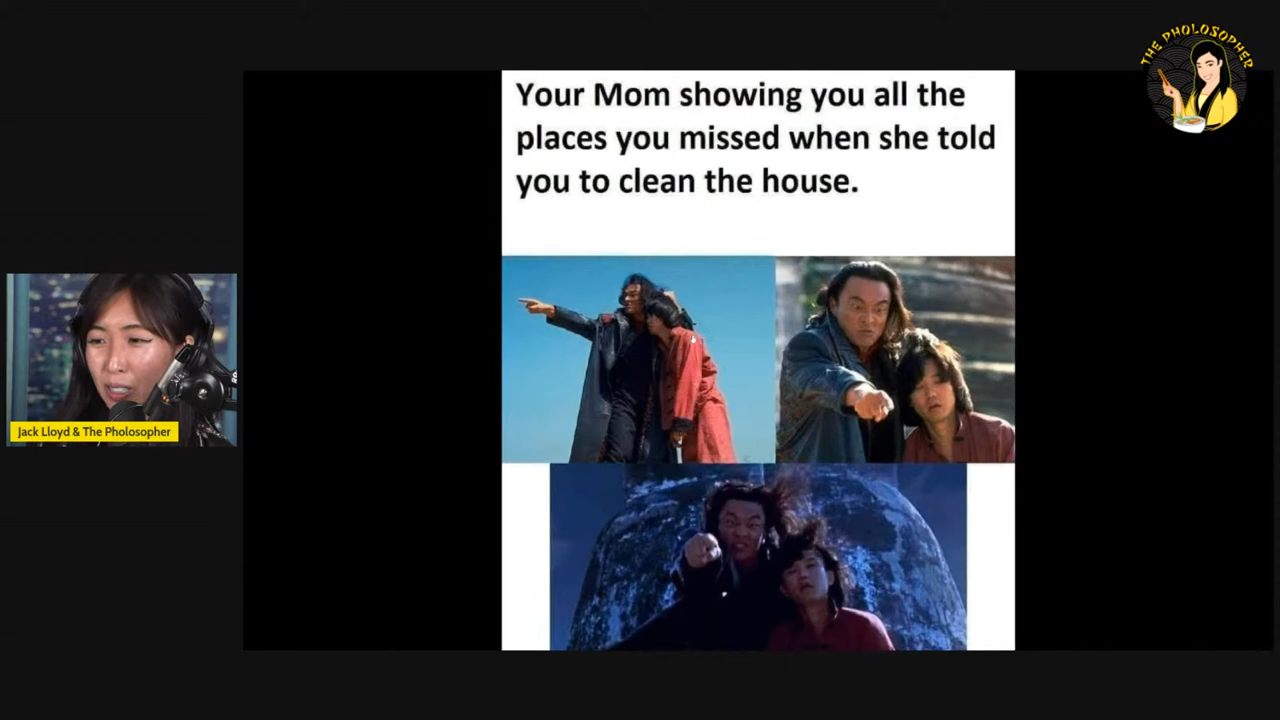 THE PHOLOSOPHER
Your Mom showing you all the
places you missed when she told
you to clean the house.
Jack Lloyd & The Pholosopher